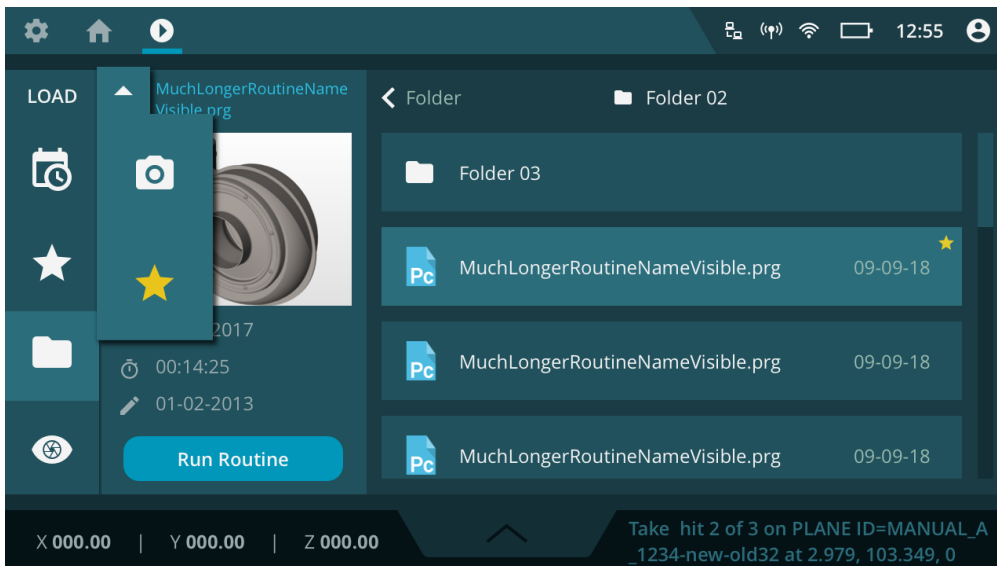 12:55
LOAD
MuchLongerRoutineName
Visible.prg
2017
00:14:25
01-02-2013
Run Routine
Folder
Folder 02
Folder 03
Pc MuchLongerRoutineNameVisible.prg 09-09-18
Pc MuchLongerRoutineNameVisible.prg 09-09-18
Pc MuchLongerRoutineNameVisible.prg 09-09-18
X 000.00 | Y 000.00 | Z 000.00
Take hit 2 of 3 on PLANE ID=MANUAL_A
_1234-new-old32 at 2.979, 103.349, 0